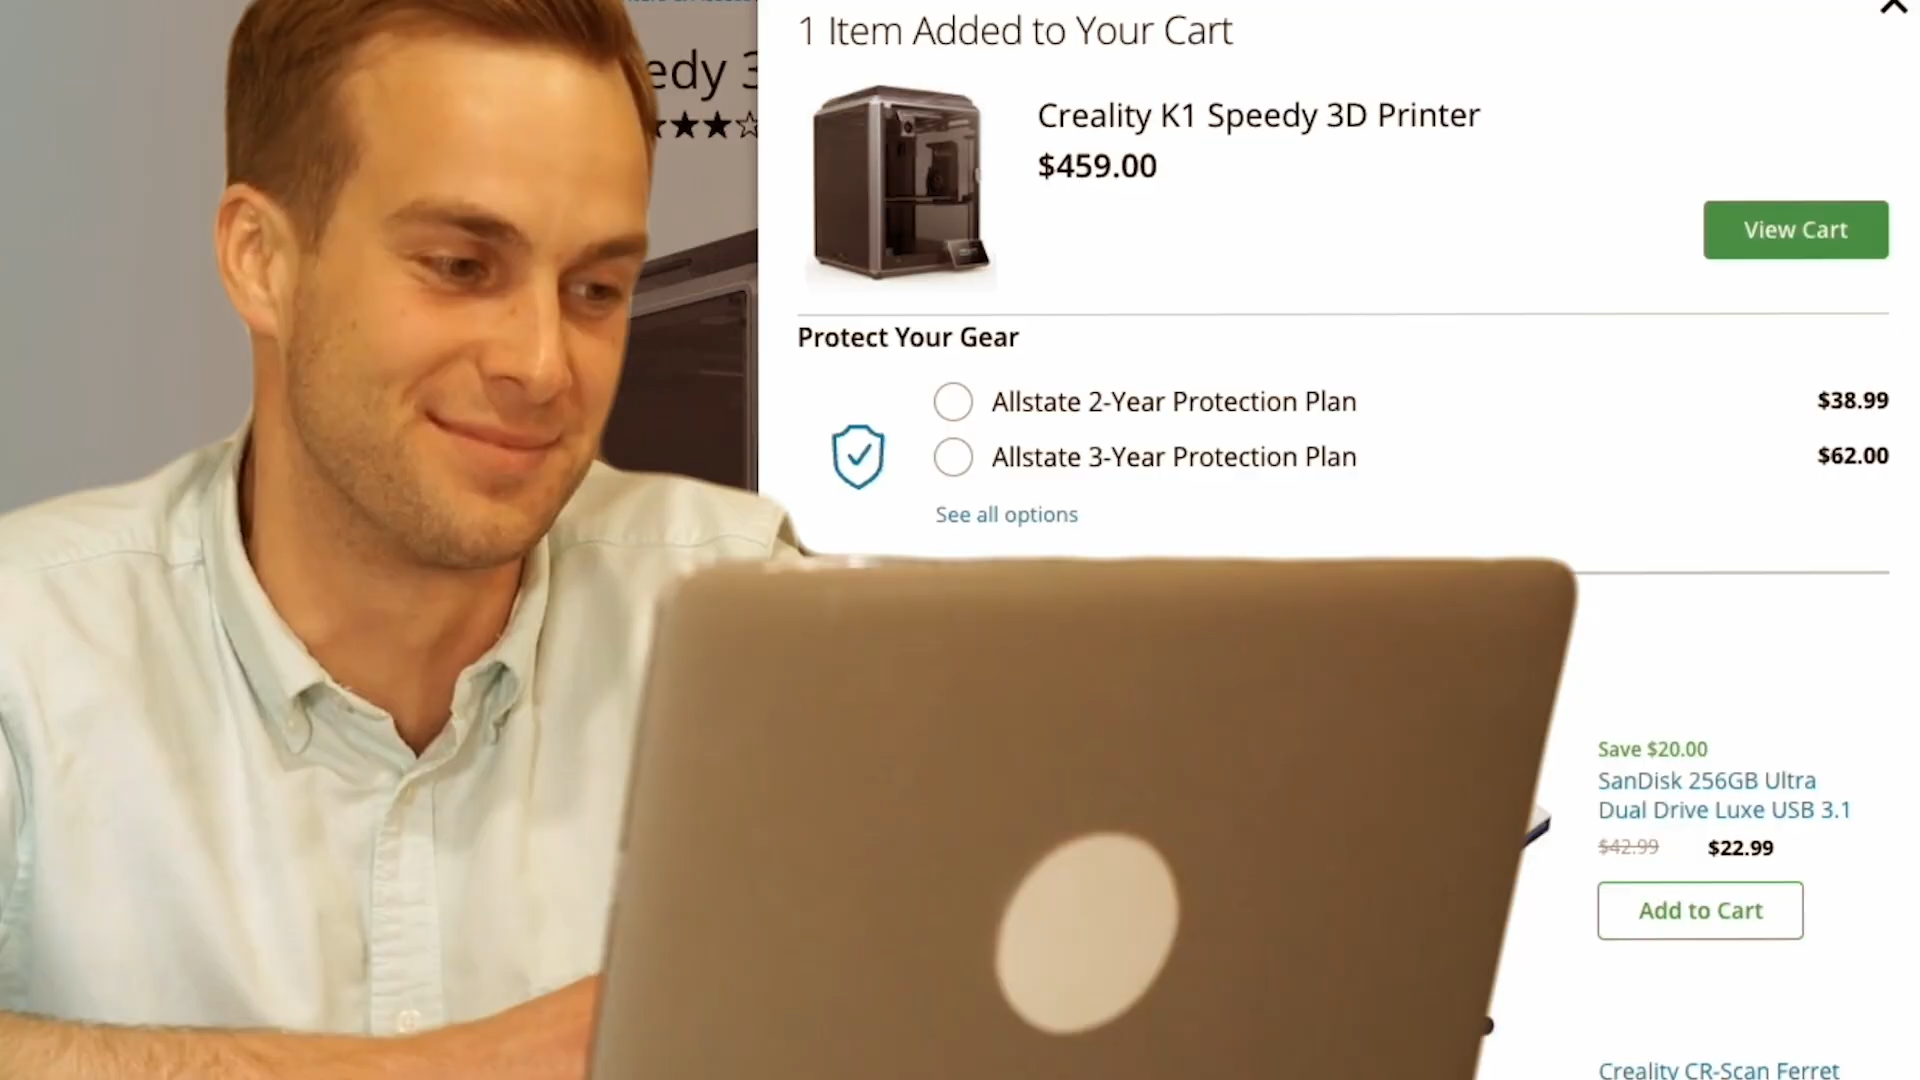 edy 3
1 Item Added to Your Cart
Creality K1 Speedy 3D Printer
$459.00
View Cart
Protect Your Gear
Allstate 2-Year Protection Plan $38.99
Allstate 3-Year Protection Plan $62.00
See all options
Save $20.00
SanDisk 256GB Ultra
Dual Drive Luxe USB 3.1
$42.99 $22.99
Add to Cart
Creality CR-Scan Ferret